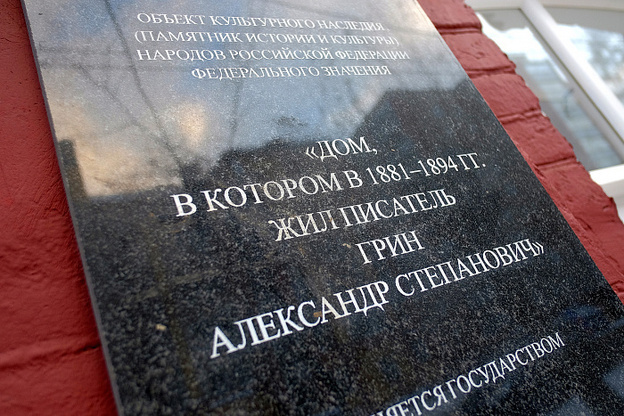 ОБЪЕКТ КУЛЬТУРНОГО НАСЛЕДИЯ
(ПАМЯТНИК ИСТОРИИ И КУЛЬТУРЫ)
НАРОДОВ РОССИЙСКОЙ ФЕДЕРАЦИИ
ФЕДЕРАЛЬНОГО ЗНАЧЕНИЯ
«ДОМ,
В КОТОРОМ В 1881–1894 ГГ.
ЖИЛ ПИСАТЕЛЬ
ГРИН
АЛЕКСАНДР СТЕПАНОВИЧ»
ГОСУДАРСТВОМ